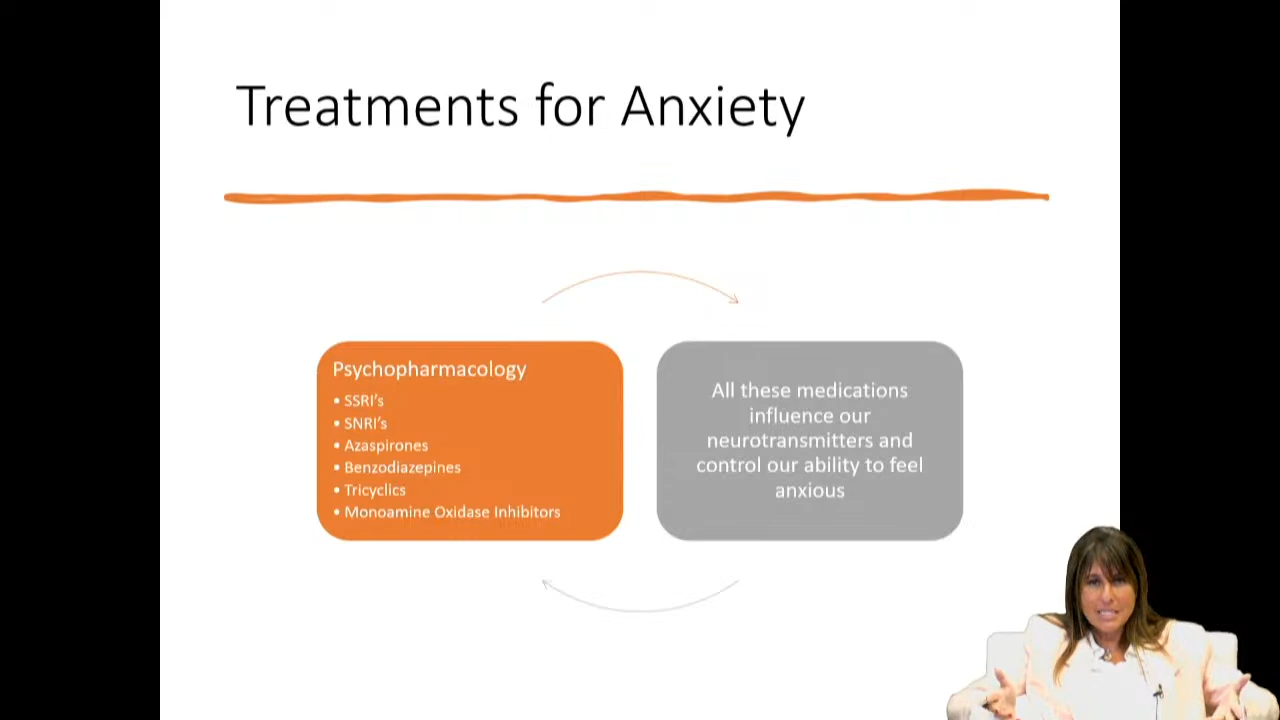 Treatments for Anxiety
Psychopharmacology
• SSRI's
• SNRI's
• Azaspirones
• Benzodiazepines
• Tricyclics
• Monoamine Oxidase Inhibitors
All these medications
influence our
neurotransmitters and
control our ability to feel
anxious